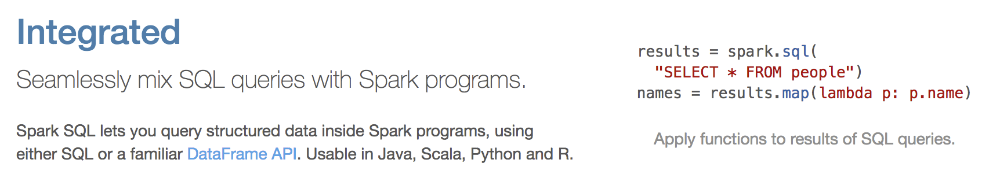 Integrated
Seamlessly mix SQL queries with Spark programs.
Spark SQL lets you query structured data inside Spark programs, using
either SQL or a familiar DataFrame API. Usable in Java, Scala, Python and R.
results = spark.sql(
  "SELECT * FROM people")
names = results.map(lambda p: p.name)
Apply functions to results of SQL queries.